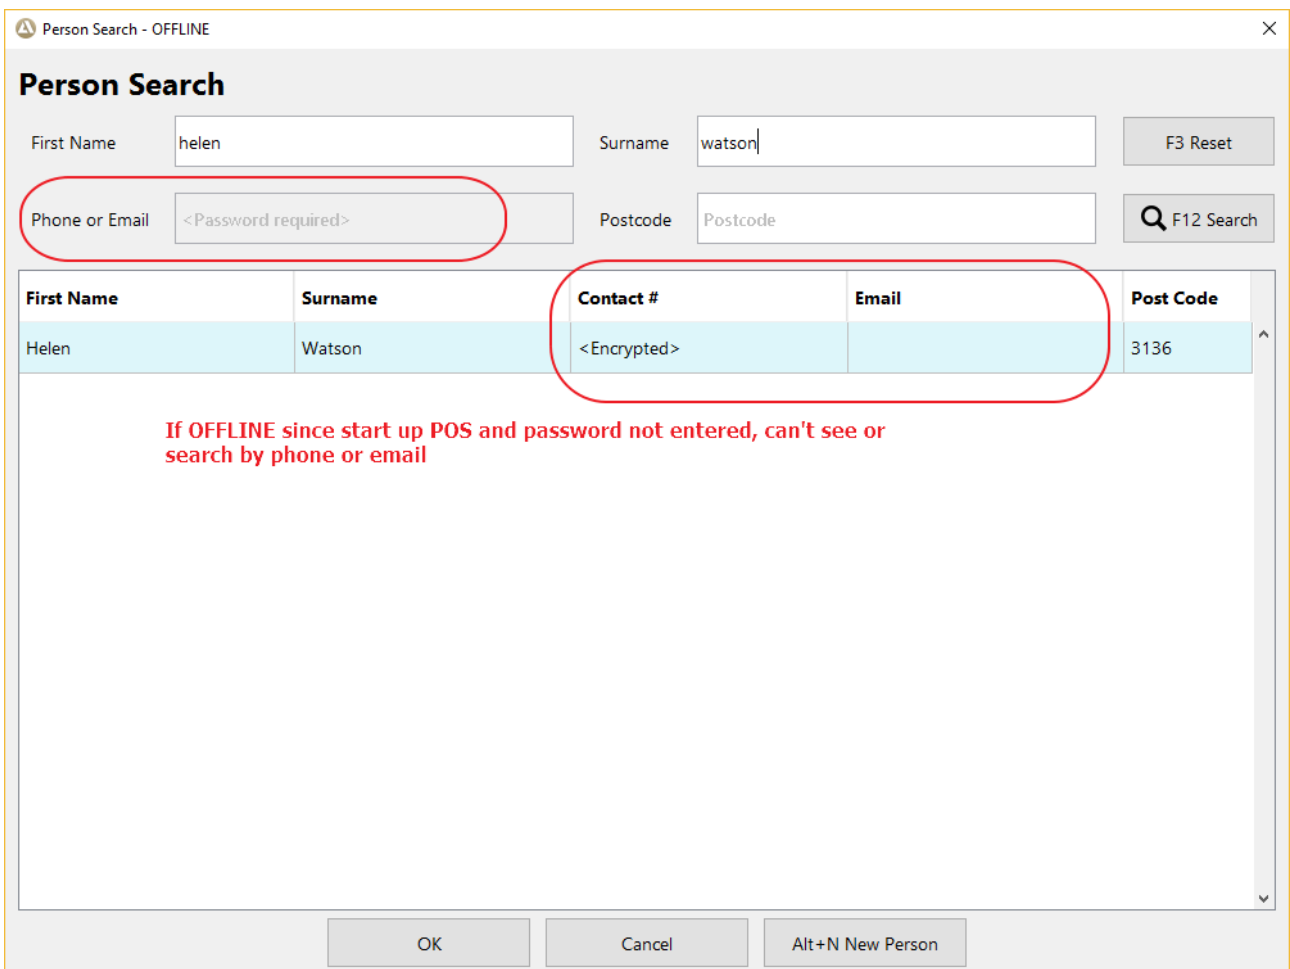 Person Search - OFFLINE
Person Search
First Name helen Surname watson F3 Reset
Phone or Email <Password required> Postcode Postcode F12 Search
First Name Surname Contact # Email Post Code
Helen Watson <Encrypted> 3136
If OFFLINE since start up POS and password not entered, can't see or
search by phone or email
OK Cancel Alt+N New Person